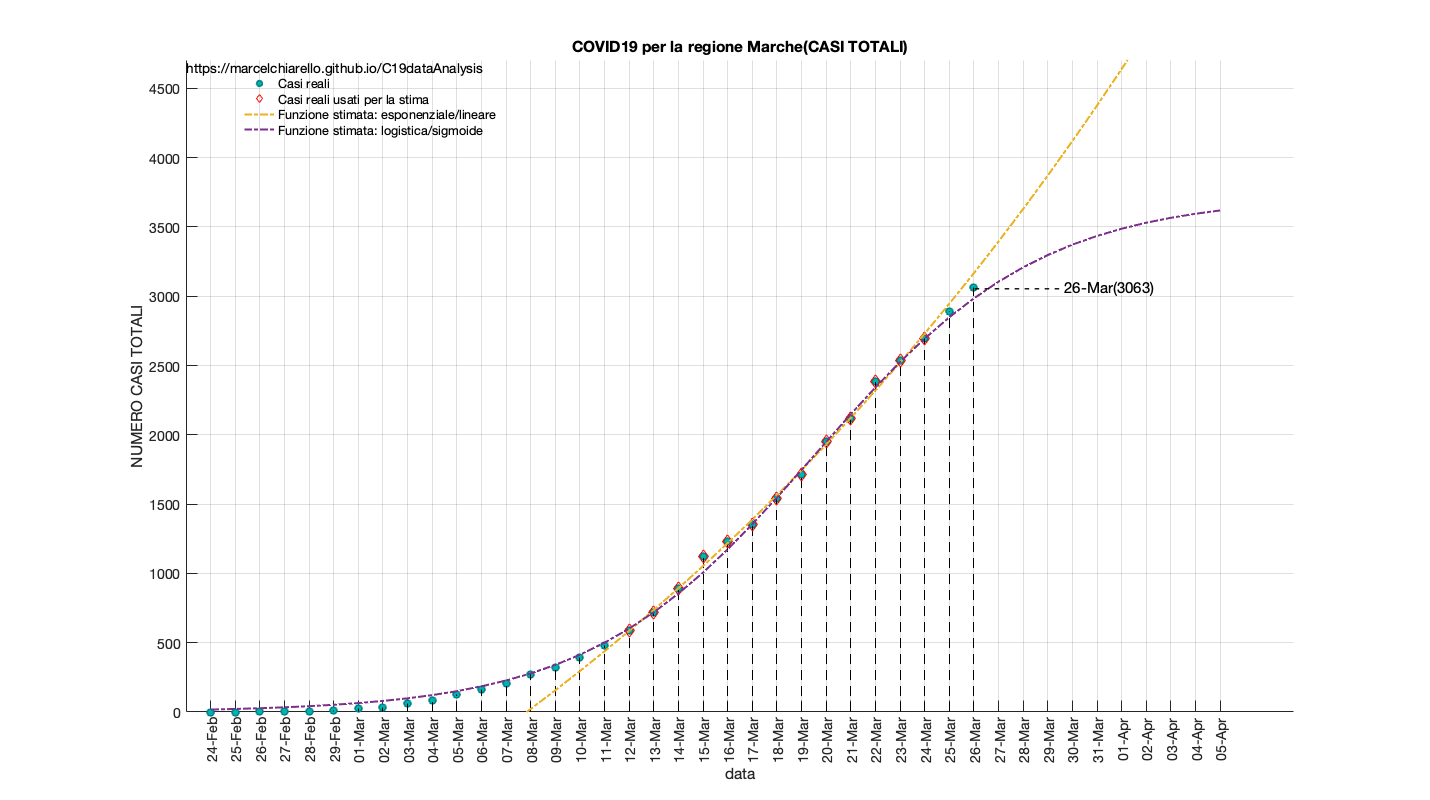 COVID19 per la regione Marche(CASI TOTALI)
https://marcelchiarello.github.io/C19dataAnalysis
Casi reali
Casi reali usati per la stima
Funzione stimata: esponenziale/lineare
Funzione stimata: logistica/sigmoide
4500
4000
3500
3000
2500
2000
1500
1000
500
0
NUMERO CASI TOTALI
26-Mar(3063)
24-Feb
25-Feb
26-Feb
27-Feb
28-Feb
29-Feb
01-Mar
02-Mar
03-Mar
04-Mar
05-Mar
06-Mar
07-Mar
08-Mar
09-Mar
10-Mar
11-Mar
12-Mar
13-Mar
14-Mar
15-Mar
16-Mar
17-Mar
18-Mar
19-Mar
20-Mar
21-Mar
22-Mar
23-Mar
24-Mar
25-Mar
26-Mar
27-Mar
28-Mar
29-Mar
30-Mar
31-Mar
01-Apr
02-Apr
03-Apr
04-Apr
05-Apr
data